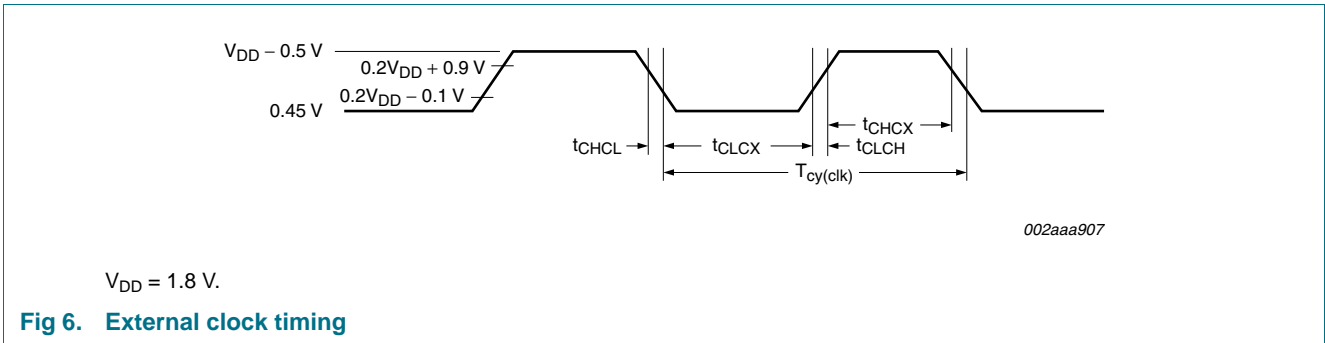 V_DD − 0.5 V
0.2V_DD + 0.9 V
0.2V_DD − 0.1 V
0.45 V
t_CHCX
t_CHCL
t_CLCX
t_CLCH
T_cy(clk)
002aaa907
V_DD = 1.8 V.
Fig 6. External clock timing